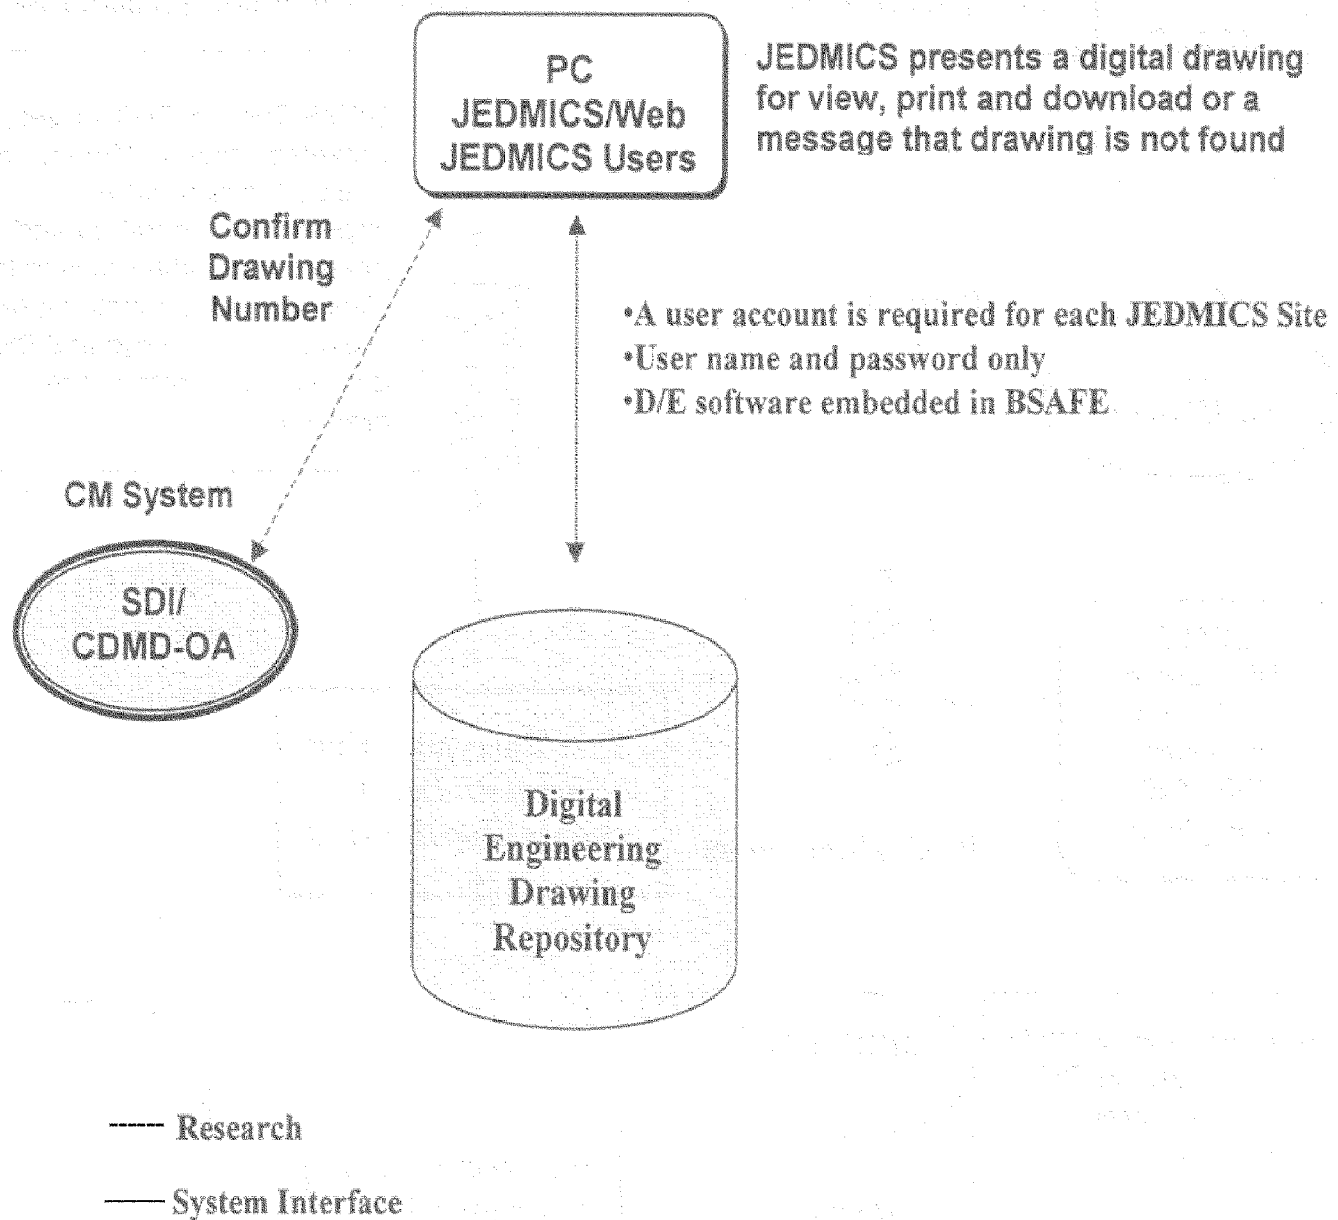 PC
JEDMICS/Web
JEDMICS Users
JEDMICS presents a digital drawing
for view, print and download or a
message that drawing is not found
Confirm
Drawing
Number
•A user account is required for each JEDMICS Site
•User name and password only
•D/E software embedded in BSAFE
CM System
SDI/
CDMD-OA
Digital
Engineering
Drawing
Repository
Research
System Interface